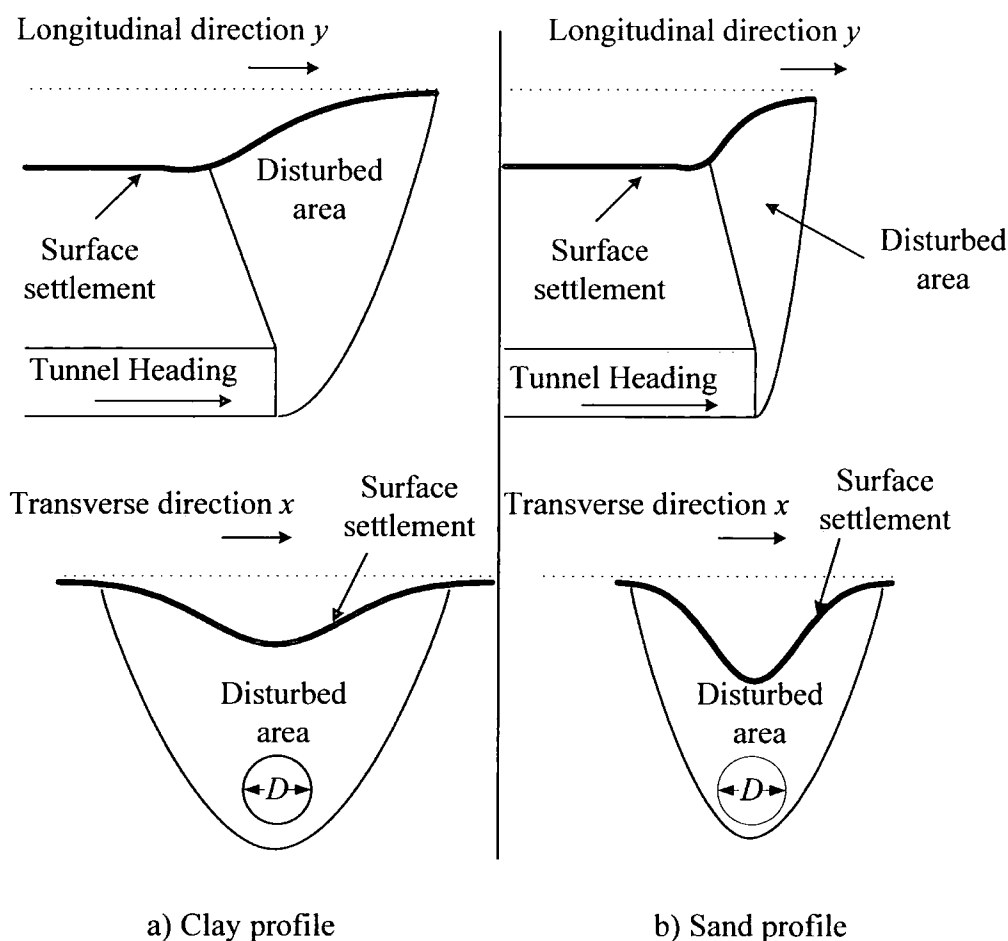 Longitudinal direction y
Disturbed
area
Surface
settlement
Tunnel Heading
Transverse direction x
Surface
settlement
Disturbed
area
D
a) Clay profile
Longitudinal direction y
Surface
settlement
Disturbed
area
Tunnel Heading
Transverse direction x
Surface
settlement
Disturbed
area
D
b) Sand profile